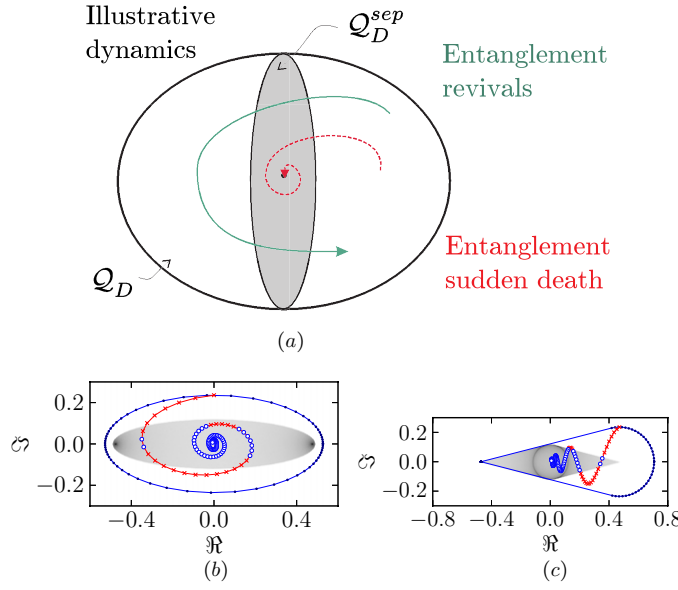 Illustrative
dynamics
𝒬_D^{sep}
Entanglement
revivals
Entanglement
sudden death
𝒬_D
(a)
0.2
0.0
−0.2
ℑ
−0.4
0.0
0.4
ℜ
(b)
0.2
0.0
−0.2
ℑ
−0.8
−0.4
0.0
0.4
0.8
ℜ
(c)